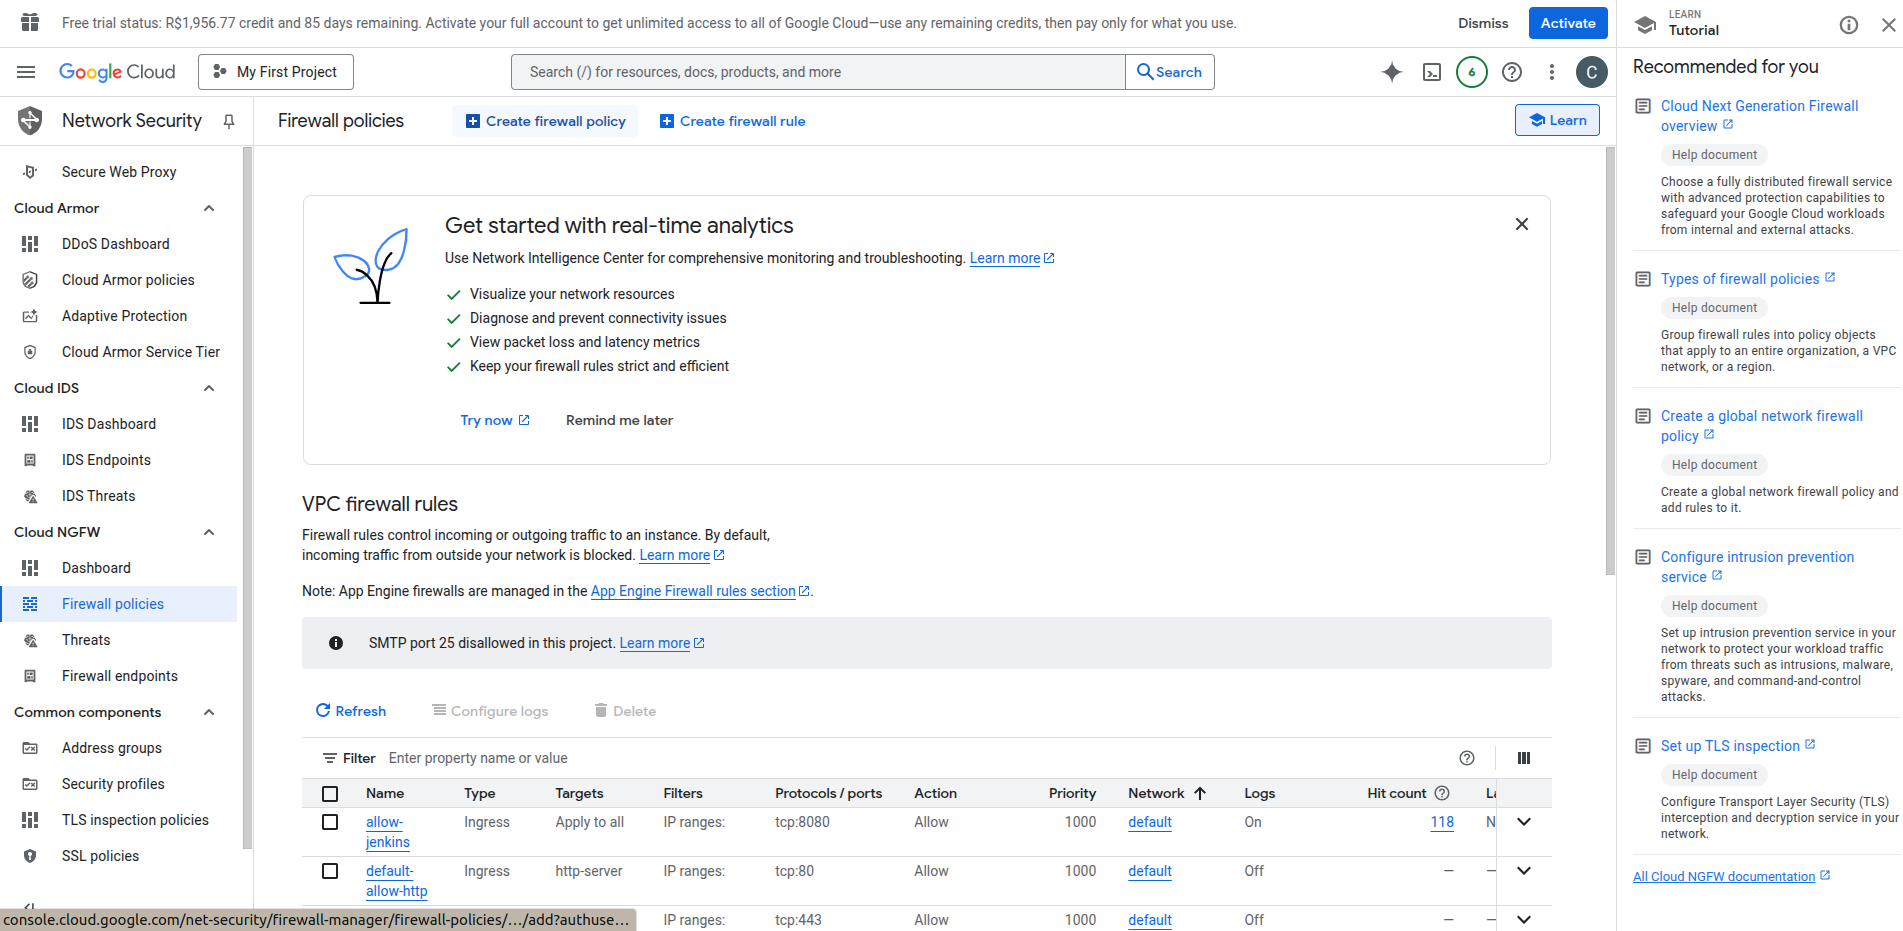 Free trial status: R$1,956.77 credit and 85 days remaining. Activate your full account to get unlimited access to all of Google Cloud—use any remaining credits, then pay only for what you use.
Dismiss
Activate
Google Cloud
My First Project
Search (/) for resources, docs, products, and more
Search
6
C
Network Security
Secure Web Proxy
Cloud Armor
DDoS Dashboard
Cloud Armor policies
Adaptive Protection
Cloud Armor Service Tier
Cloud IDS
IDS Dashboard
IDS Endpoints
IDS Threats
Cloud NGFW
Dashboard
Firewall policies
Threats
Firewall endpoints
Common components
Address groups
Security profiles
TLS inspection policies
SSL policies
console.cloud.google.com/net-security/firewall-manager/firewall-policies/…/add?authuse…
Firewall policies
Create firewall policy
Create firewall rule
Learn
Get started with real-time analytics
Use Network Intelligence Center for comprehensive monitoring and troubleshooting. Learn more
Visualize your network resources
Diagnose and prevent connectivity issues
View packet loss and latency metrics
Keep your firewall rules strict and efficient
Try now
Remind me later
VPC firewall rules
Firewall rules control incoming or outgoing traffic to an instance. By default,
incoming traffic from outside your network is blocked. Learn more
Note: App Engine firewalls are managed in the App Engine Firewall rules section.
SMTP port 25 disallowed in this project. Learn more
Refresh
Configure logs
Delete
Filter
Enter property name or value
Name Type Targets Filters Protocols / ports Action Priority Network Logs Hit count
allow-
jenkins
Ingress Apply to all IP ranges: tcp:8080 Allow 1000 default On 118 N
default-
allow-http
Ingress http-server IP ranges: tcp:80 Allow 1000 default Off — —
IP ranges: tcp:443 Allow 1000 default Off — —
LEARN
Tutorial
Recommended for you
Cloud Next Generation Firewall
overview
Help document
Choose a fully distributed firewall service
with advanced protection capabilities to
safeguard your Google Cloud workloads
from internal and external attacks.
Types of firewall policies
Help document
Group firewall rules into policy objects
that apply to an entire organization, a VPC
network, or a region.
Create a global network firewall
policy
Help document
Create a global network firewall policy and
add rules to it.
Configure intrusion prevention
service
Help document
Set up intrusion prevention service in your
network to protect your workload traffic
from threats such as intrusions, malware,
spyware, and command-and-control
attacks.
Set up TLS inspection
Help document
Configure Transport Layer Security (TLS)
interception and decryption service in your
network.
All Cloud NGFW documentation